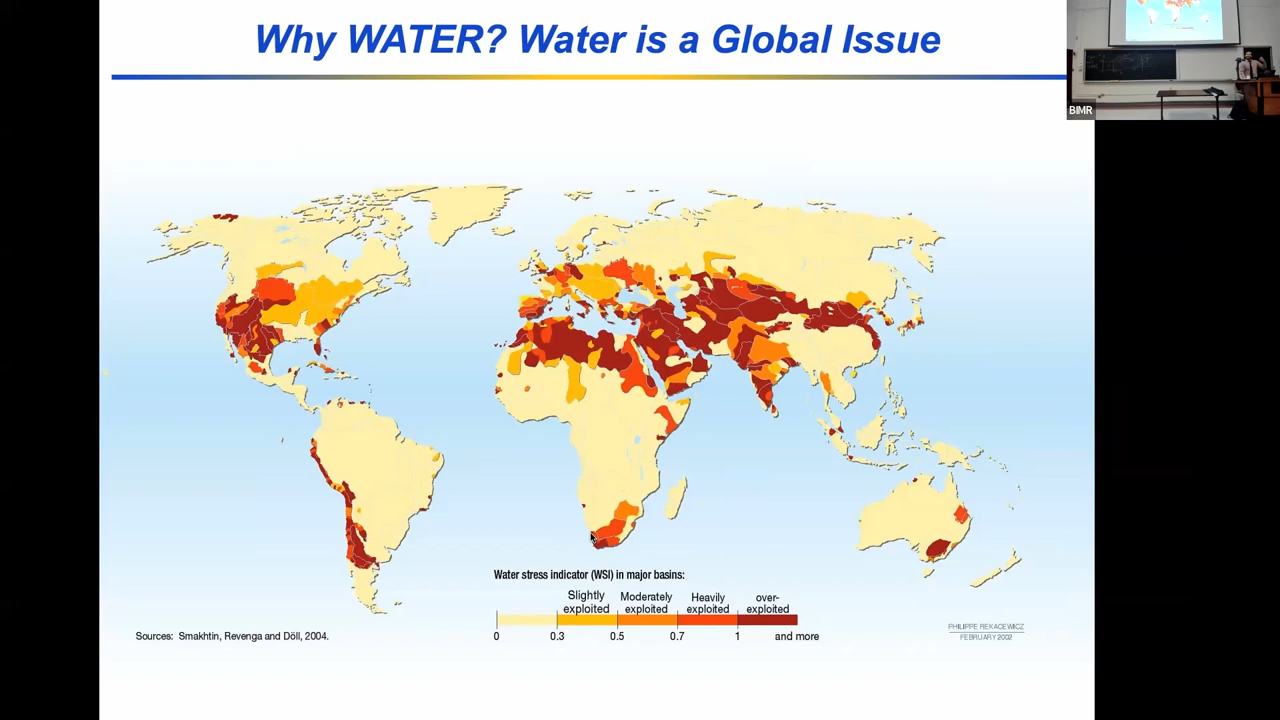 Why WATER? Water is a Global Issue
BIMR
Water stress indicator (WSI) in major basins:
Slightly exploited Moderately exploited Heavily exploited over-exploited
0 0.3 0.5 0.7 1 and more
Sources: Smakhtin, Revenga and Döll, 2004.
PHILIPPE REKACEWICZ
FEBRUARY 2002